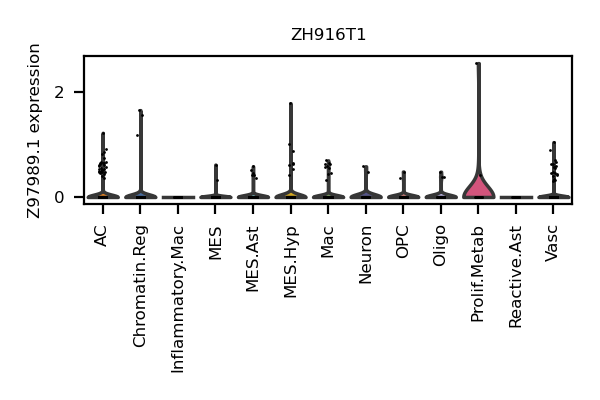 ZH916T1
Z97989.1 expression
2
0
AC
Chromatin.Reg
Inflammatory.Mac
MES
MES.Ast
MES.Hyp
Mac
Neuron
OPC
Oligo
Prolif.Metab
Reactive.Ast
Vasc